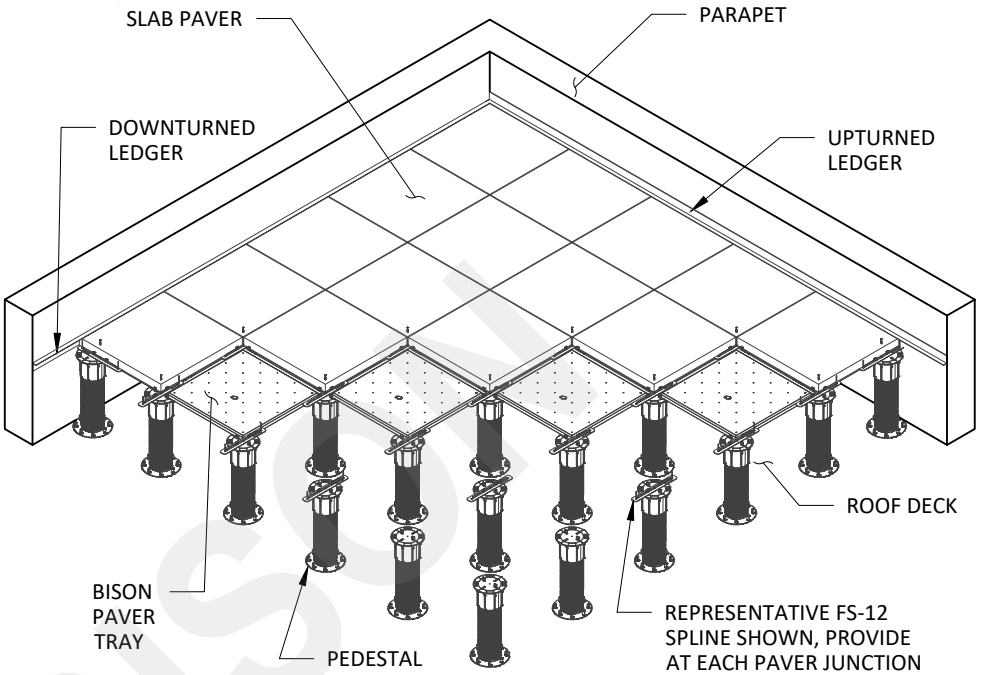 SLAB PAVER
PARAPET
DOWNTURNED
LEDGER
UPTURNED
LEDGER
ROOF DECK
BISON
PAVER
TRAY
PEDESTAL
REPRESENTATIVE FS-12
SPLINE SHOWN, PROVIDE
AT EACH PAVER JUNCTION
BISON